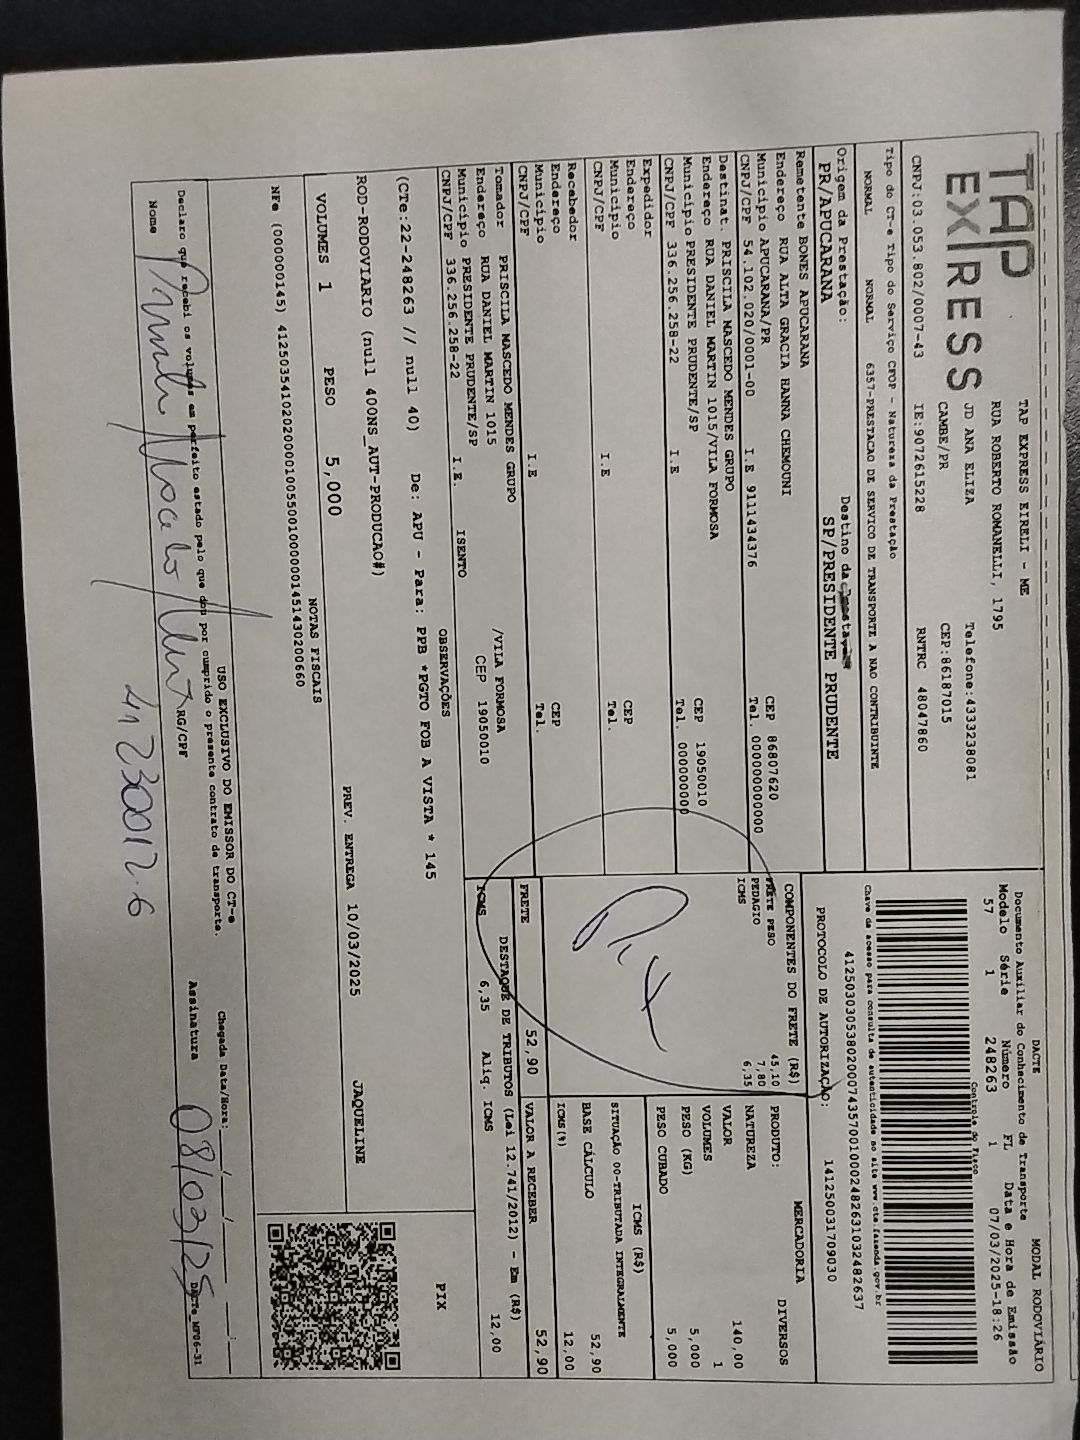 TAP
EXPRESS
TAP EXPRESS EIRELI - ME
RUA ROBERTO ROMANELLI, 1795
JD ANA ELIZA Telefone:4333238081
CAMBE/PR CEP:86187015
CNPJ:03.053.802/0007-43 IE:9072615228 RNTRC 48047860
DACTE MODAL RODOVIÁRIO
Documento Auxiliar do Conhecimento de Transporte
Modelo Série Número FL Data e Hora de Emissão
57 1 248263 1 07/03/2025-18:26
Controle do Fisco
Chave de acesso para consulta de autenticidade no site www.cte.fazenda.gov.br
41250303053802000743570010002482631032482637
PROTOCOLO DE AUTORIZAÇÃO: 141250031709030
Tipo do CT-e Tipo do Serviço CFOP - Natureza da Prestação
NORMAL NORMAL 6357-PRESTACAO DE SERVICO DE TRANSPORTE A NAO CONTRIBUINTE
Origem da Prestação: Destino da
PR/APUCARANA SP/PRESIDENTE PRUDENTE
Remetente BONES APUCARANA
Endereço RUA ALTA GRACIA HANNA CHEMOUNI
Município APUCARANA/PR CEP 86807620
CNPJ/CPF 54.102.020/0001-00 I.E 9111434376 Tel. 000000000000
Destinat. PRISCILA MASCEDO MENDES GRUPO
Endereço RUA DANIEL MARTIN 1015/VILA FORMOSA
Município PRESIDENTE PRUDENTE/SP CEP 19050010
CNPJ/CPF 336.256.258-22 I.E Tel. 000000000
Expedidor
Endereço
Município CEP
CNPJ/CPF I.E Tel.
Recebedor
Endereço
Município CEP
CNPJ/CPF I.E Tel.
Tomador PRISCILA MASCEDO MENDES GRUPO
Endereço RUA DANIEL MARTIN 1015 /VILA FORMOSA
Município PRESIDENTE PRUDENTE/SP CEP 19050010
CNPJ/CPF 336.256.258-22 I.E. ISENTO
COMPONENTES DO FRETE (R$)
FRETE PESO 45,10
PEDAGIO 7,80
ICMS 6,35
PIX
FRETE 52,90
PRODUTO: MERCADORIA
NATUREZA DIVERSOS
VALOR 140,00
VOLUMES 1
PESO (KG) 5,000
PESO CUBADO 5,000
ICMS (R$)
SITUAÇÃO 00-TRIBUTADA INTEGRALMENTE
BASE CÁLCULO 52,90
ICMS(%) 12,00
VALOR A RECEBER 52,90
DESTAQUE DE TRIBUTOS (Lei 12.741/2012) - Em (R$)
ICMS 6,35 Aliq. ICMS 12,00
OBSERVAÇÕES
(CTe:22-248263 // null 40) De: APU - Para: PPB *PGTO FOB A VISTA * 145
ROD-RODOVIARIO (null 400NS_AUT-PRODUCAO#)
PREV. ENTREGA 10/03/2025 JAQUELINE
PIX
VOLUMES 1 PESO 5,000
NOTAS FISCAIS
NFe (000000145) 41250354102020000100550010000001451430200660
USO EXCLUSIVO DO EMISSOR DO CT-e
Declaro que recebi os volumes em perfeito estado pelo que dou por cumprido o presente contrato de transporte.
Chegada Data/Hora: / / :
Nome RG/CPF Assinatura 08/03/25
DACTe_MT06-31